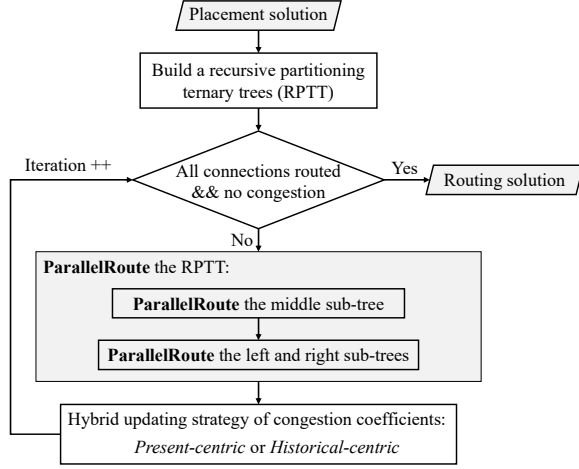 Placement solution
Build a recursive partitioning
ternary trees (RPTT)
Iteration ++
All connections routed
&& no congestion
Yes
Routing solution
No
ParallelRoute the RPTT:
ParallelRoute the middle sub-tree
ParallelRoute the left and right sub-trees
Hybrid updating strategy of congestion coefficients:
Present-centric or Historical-centric